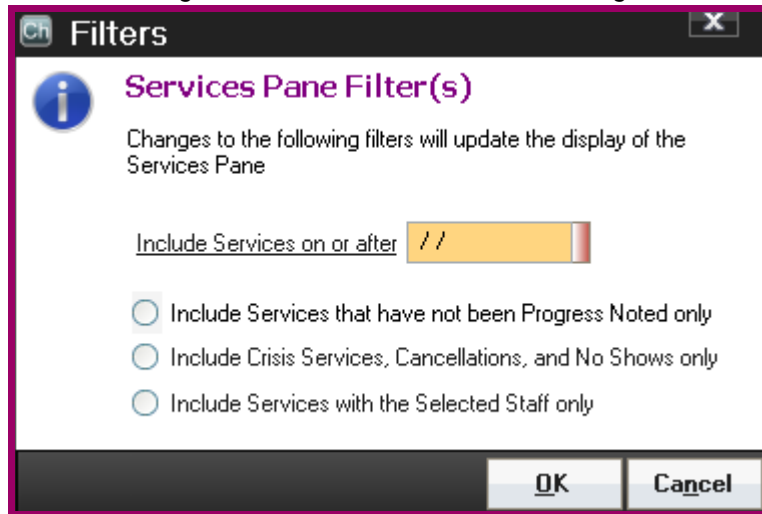 Ch Filters X
Services Pane Filter(s)
Changes to the following filters will update the display of the
Services Pane
Include Services on or after / /
Include Services that have not been Progress Noted only
Include Crisis Services, Cancellations, and No Shows only
Include Services with the Selected Staff only
OK Cancel